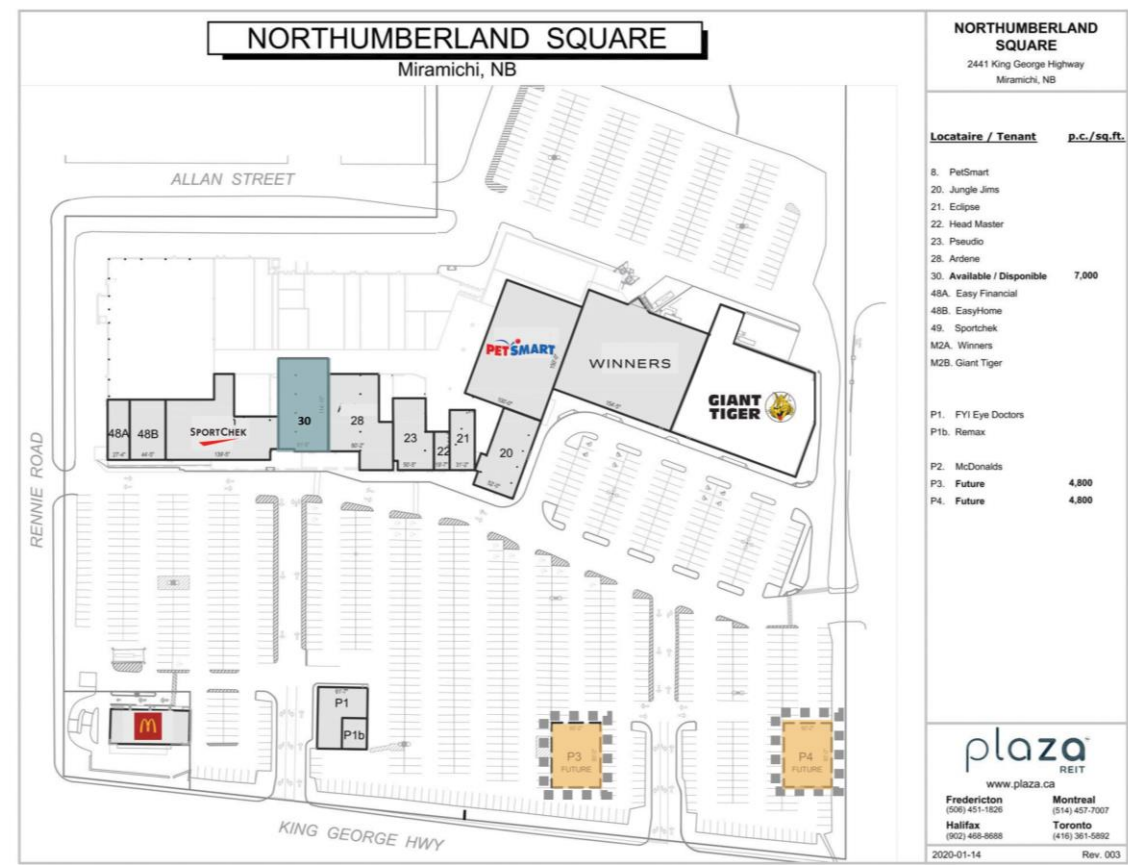 NORTHUMBERLAND SQUARE
Miramichi, NB
ALLAN STREET
RENNIE ROAD
KING GEORGE HWY
48A
48B
SPORTCHEK
30
28
23
22
21
20
PETSMART
WINNERS
GIANT
TIGER
27'-4"
44'-0"
52'-0"
P1
P1b
P3
FUTURE
P4
FUTURE
NORTHUMBERLAND
SQUARE
2441 King George Highway
Miramichi, NB
Locataire / Tenant p.c./sq.ft.
8. PetSmart
20. Jungle Jims
21. Eclipse
22. Head Master
23. Pseudio
28. Ardene
30. Available / Disponible 7,000
48A. Easy Financial
48B. EasyHome
49. Sportchek
M2A. Winners
M2B. Giant Tiger
P1. FYI Eye Doctors
P1b. Remax
P2. McDonalds
P3. Future 4,800
P4. Future 4,800
plaza
REIT
www.plaza.ca
Fredericton Montreal
(506) 451-1826 (514) 457-7007
Halifax Toronto
(902) 468-8688 (416) 361-5892
2020-01-14 Rev. 003